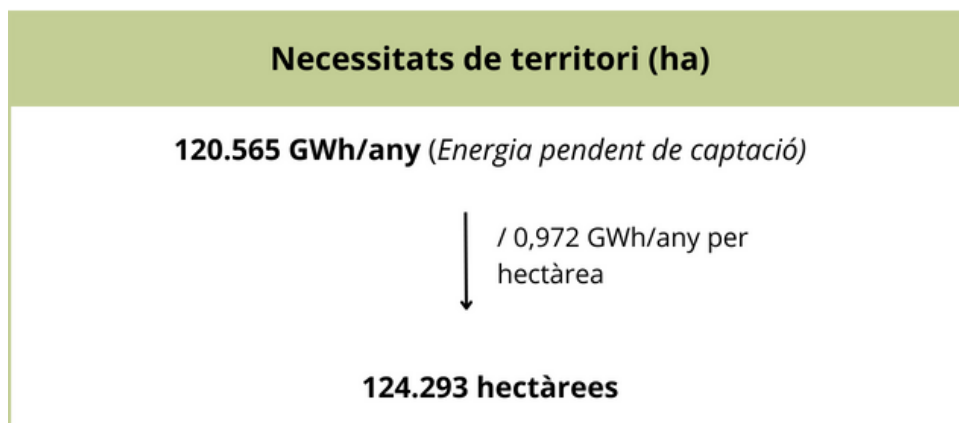 Necessitats de territori (ha)
120.565 GWh/any (Energia pendent de captació)
/ 0,972 GWh/any per
hectàrea
124.293 hectàrees